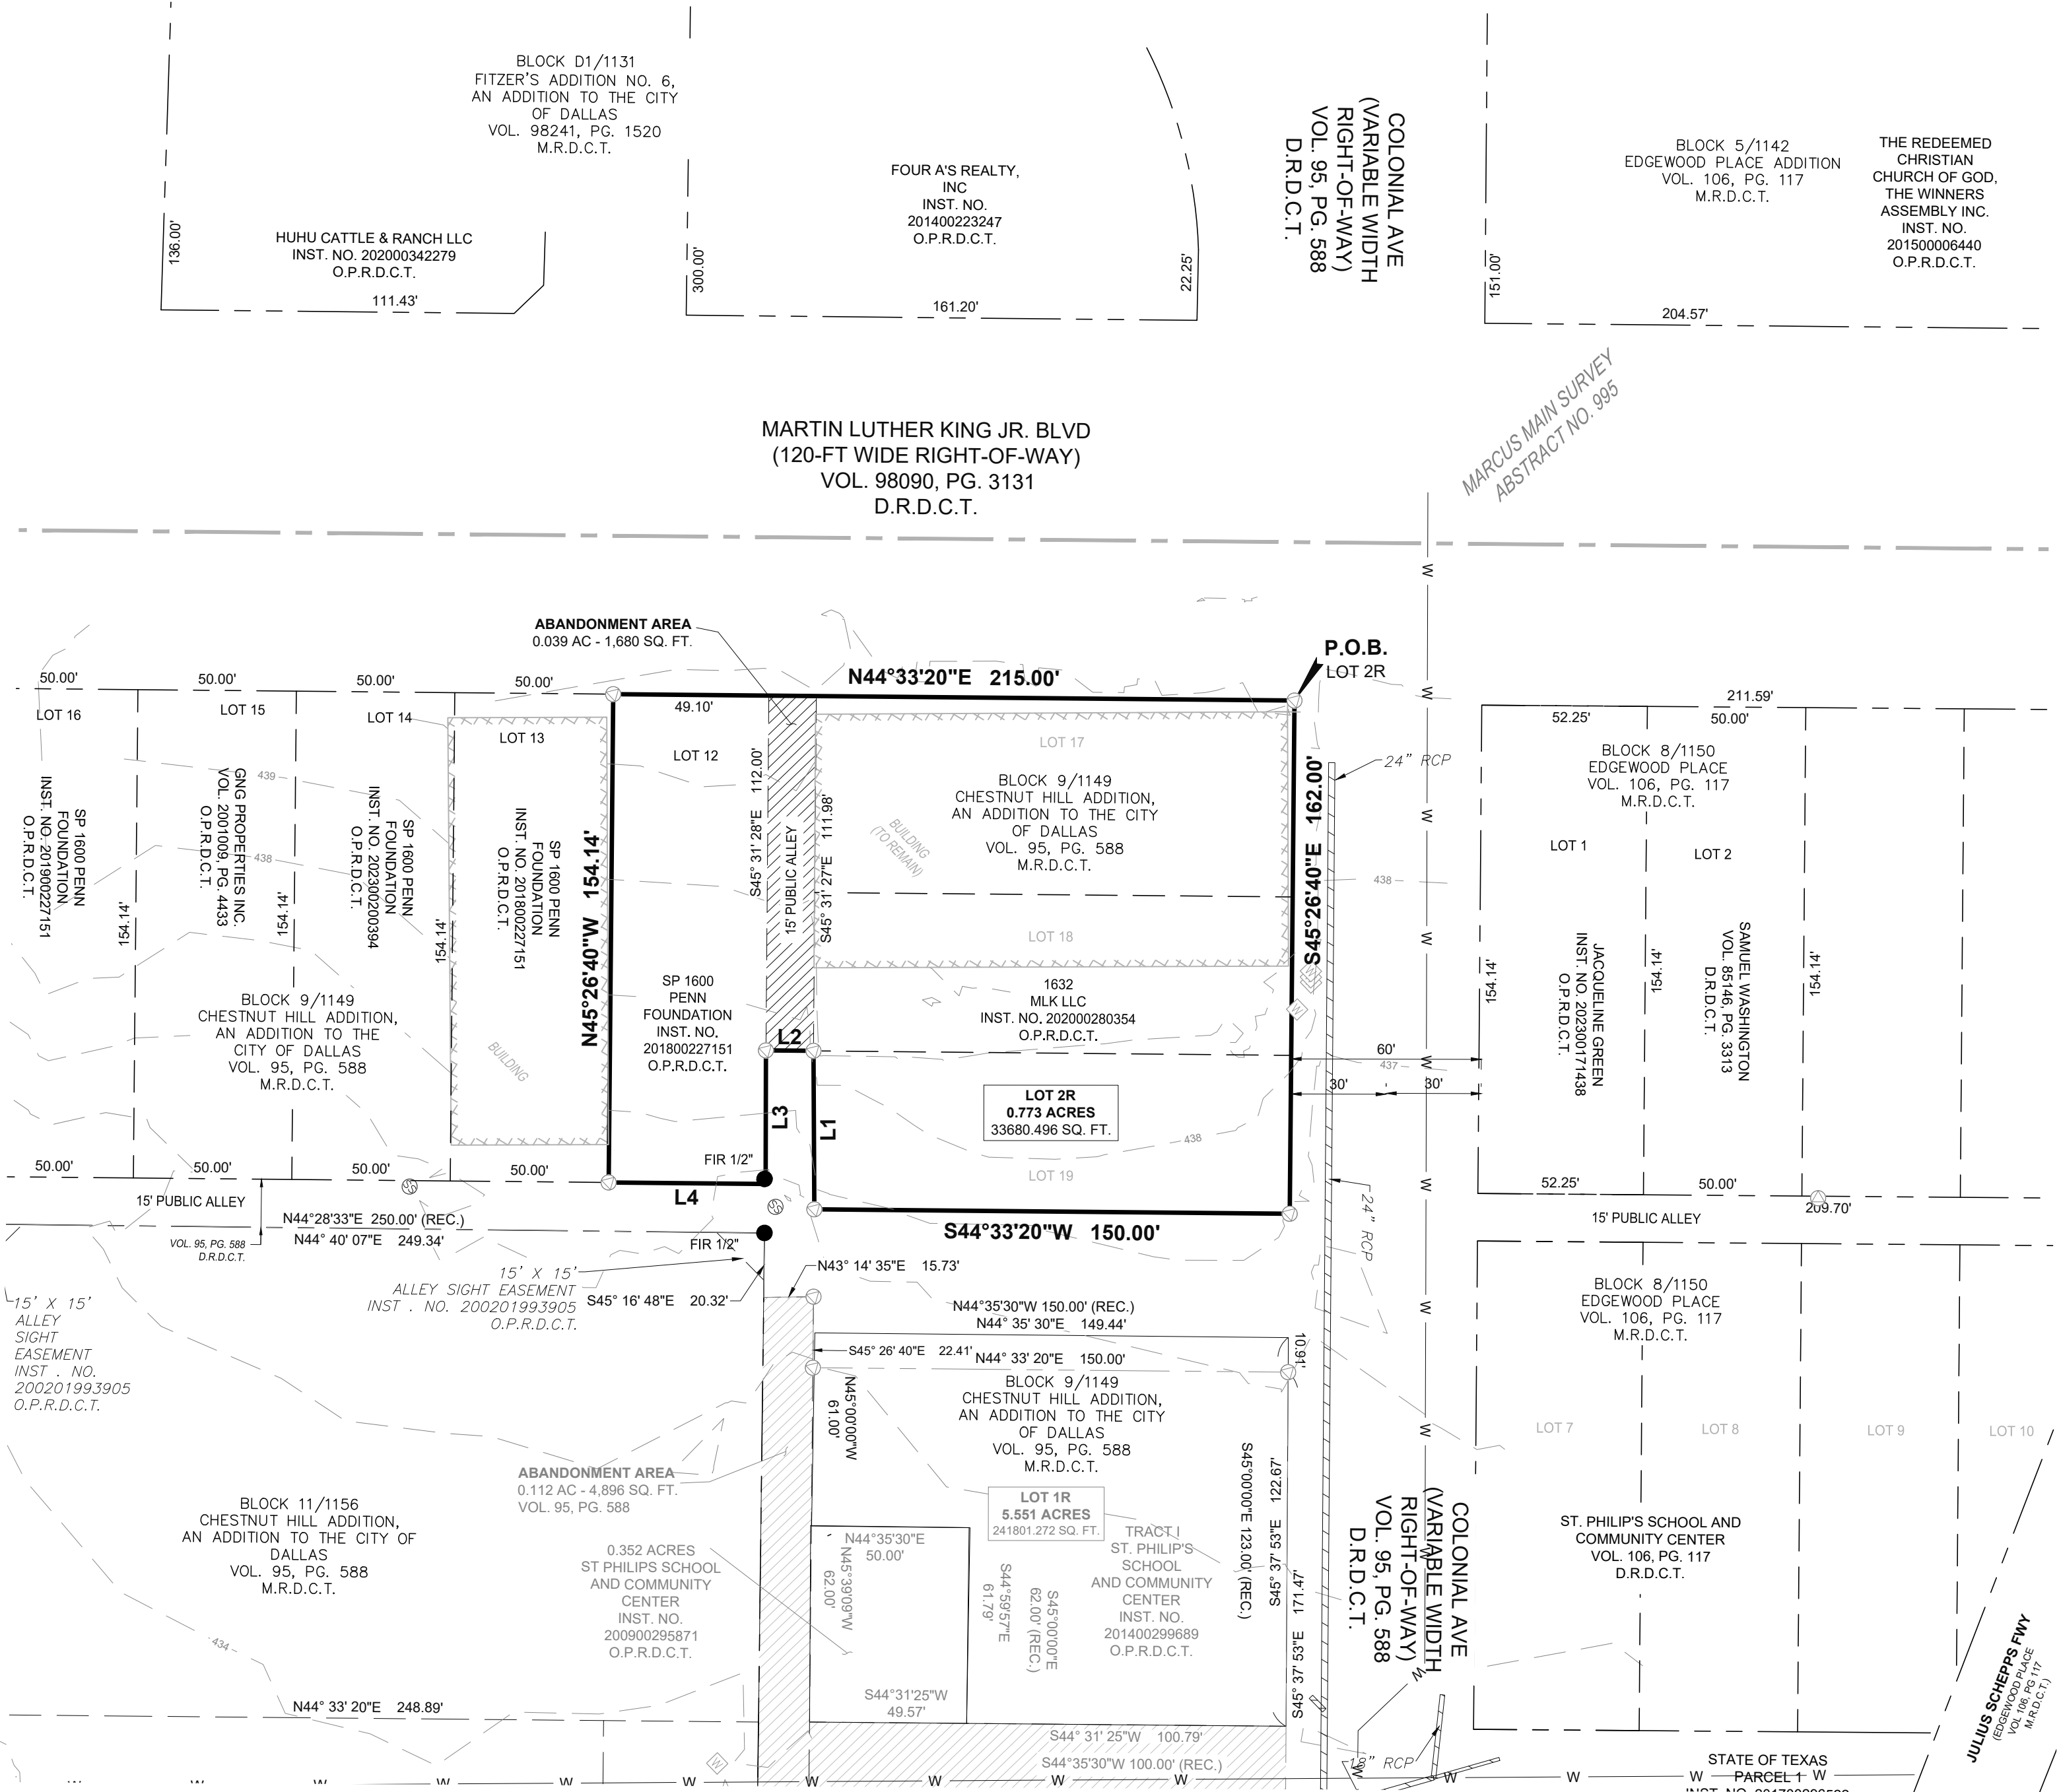 BLOCK D1/1131
FITZER'S ADDITION NO. 6,
AN ADDITION TO THE CITY
OF DALLAS
VOL. 98241, PG. 1520
M.R.D.C.T.
136.00'
HUHU CATTLE & RANCH LLC
INST. NO. 202000342279
O.P.R.D.C.T.
111.43'
300.00'
FOUR A'S REALTY,
INC
INST. NO.
201400223247
O.P.R.D.C.T.
22.25'
161.20'
COLONIAL AVE
(VARIABLE WIDTH
RIGHT-OF-WAY)
VOL. 95, PG. 588
D.R.D.C.T.
151.00'
BLOCK 5/1142
EDGEWOOD PLACE ADDITION
VOL. 106, PG. 117
M.R.D.C.T.
THE REDEEMED
CHRISTIAN
CHURCH OF GOD,
THE WINNERS
ASSEMBLY INC.
INST. NO.
201500006440
O.P.R.D.C.T.
204.57'
MARCUS MAIN SURVEY
ABSTRACT NO. 995
MARTIN LUTHER KING JR. BLVD
(120-FT WIDE RIGHT-OF-WAY)
VOL. 98090, PG. 3131
D.R.D.C.T.
ABANDONMENT AREA
0.039 AC - 1,680 SQ. FT.
N44°33'20"E 215.00'
P.O.B.
LOT 2R
50.00'
50.00'
50.00'
50.00'
49.10'
LOT 16
LOT 15
LOT 14
LOT 13
LOT 12
LOT 17
439
438
SP 1600 PENN
FOUNDATION
INST. NO. 201900227151
O.P.R.D.C.T.
154.14'
GNG PROPERTIES INC.
VOL. 2001009, PG. 4433
O.P.R.D.C.T.
154.14'
SP 1600 PENN
FOUNDATION
INST. NO. 202300200394
O.P.R.D.C.T.
154.14'
SP 1600 PENN
FOUNDATION
INST. NO. 201800227151
O.P.R.D.C.T.
BUILDING
N45°26'40"W 154.14'
S45° 31' 28"E 112.00'
15' PUBLIC ALLEY
S45° 31' 27"E 111.98'
BUILDING
(TO REMAIN)
BLOCK 9/1149
CHESTNUT HILL ADDITION,
AN ADDITION TO THE CITY
OF DALLAS
VOL. 95, PG. 588
M.R.D.C.T.
LOT 18
S45°26'40"E 162.00'
24" RCP
438
211.59'
52.25'
50.00'
BLOCK 8/1150
EDGEWOOD PLACE
VOL. 106, PG. 117
M.R.D.C.T.
LOT 1
LOT 2
154.14'
JACQUELINE GREEN
INST. NO. 202300171438
O.P.R.D.C.T.
154.14'
SAMUEL WASHINGTON
VOL. 85146, PG. 3313
D.R.D.C.T.
154.14'
BLOCK 9/1149
CHESTNUT HILL ADDITION,
AN ADDITION TO THE
CITY OF DALLAS
VOL. 95, PG. 588
M.R.D.C.T.
SP 1600
PENN
FOUNDATION
INST. NO.
201800227151
O.P.R.D.C.T.
1632
MLK LLC
INST. NO. 202000280354
O.P.R.D.C.T.
L2
L3
L1
60'
437
30'
30'
LOT 2R
0.773 ACRES
33680.496 SQ. FT.
438
LOT 19
FIR 1/2"
L4
50.00'
50.00'
50.00'
50.00'
SS
SS
S44°33'20"W 150.00'
15' PUBLIC ALLEY
N44°28'33"E 250.00' (REC.)
N44° 40' 07"E 249.34'
VOL. 95, PG. 588
D.R.D.C.T.
FIR 1/2"
24" RCP
52.25'
50.00'
209.70'
15' PUBLIC ALLEY
15' X 15'
ALLEY SIGHT EASEMENT
INST . NO. 200201993905
O.P.R.D.C.T.
15' X 15'
ALLEY
SIGHT
EASEMENT
INST . NO.
200201993905
O.P.R.D.C.T.
N43° 14' 35"E 15.73'
S45° 16' 48"E 20.32'
N44°35'30"W 150.00' (REC.)
N44° 35' 30"E 149.44'
S45° 26' 40"E 22.41'
N44° 33' 20"E 150.00'
10.91'
BLOCK 9/1149
CHESTNUT HILL ADDITION,
AN ADDITION TO THE CITY
OF DALLAS
VOL. 95, PG. 588
M.R.D.C.T.
N45°00'00"W
61.00'
BLOCK 8/1150
EDGEWOOD PLACE
VOL. 106, PG. 117
M.R.D.C.T.
LOT 7
LOT 8
LOT 9
LOT 10
ABANDONMENT AREA
0.112 AC - 4,896 SQ. FT.
VOL. 95, PG. 588
BLOCK 11/1156
CHESTNUT HILL ADDITION,
AN ADDITION TO THE CITY OF
DALLAS
VOL. 95, PG. 588
M.R.D.C.T.
LOT 1R
5.551 ACRES
241801.272 SQ. FT.
0.352 ACRES
ST PHILIPS SCHOOL
AND COMMUNITY
CENTER
INST. NO.
200900295871
O.P.R.D.C.T.
N44°35'30"E
50.00'
N45°39'09"W
62.00'
S44°59'57"E
61.79'
S45°00'00"E
62.00' (REC.)
TRACT I
ST. PHILIP'S
SCHOOL
AND COMMUNITY
CENTER
INST. NO.
201400299689
O.P.R.D.C.T.
S45°00'00"E 123.00' (REC.)
S45° 37' 53"E 122.67'
S45° 37' 53"E 171.47'
COLONIAL AVE
(VARIABLE WIDTH
RIGHT-OF-WAY)
VOL. 95, PG. 588
D.R.D.C.T.
ST. PHILIP'S SCHOOL AND
COMMUNITY CENTER
VOL. 106, PG. 117
D.R.D.C.T.
434
N44° 33' 20"E 248.89'
S44°31'25"W
49.57'
S44° 31' 25"W 100.79'
S44°35'30"W 100.00' (REC.)
18" RCP
JULIUS SCHEPPS FWY
(EDGEWOOD PLACE
VOL 106, PG 117
M.R.D.C.T.)
STATE OF TEXAS
PARCEL 1